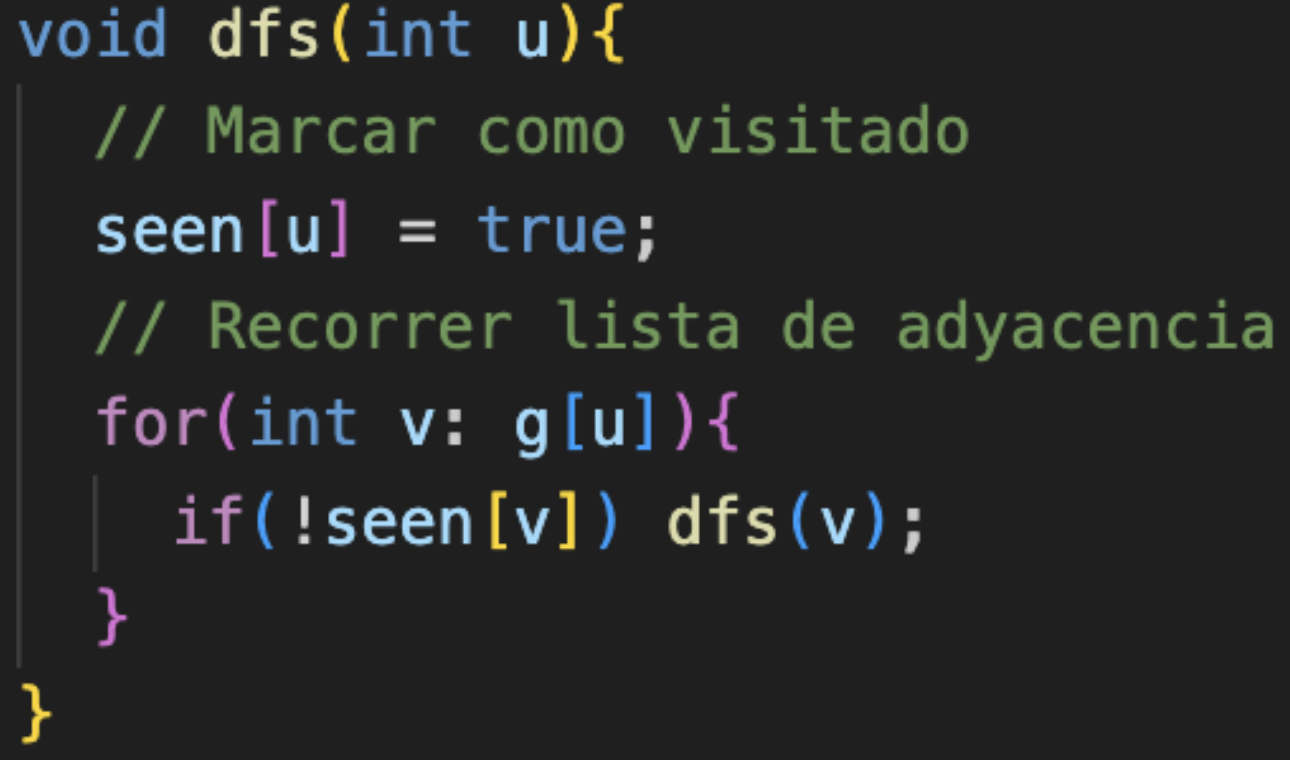 void dfs(int u){
// Marcar como visitado
seen[u] = true;
// Recorrer lista de adyacencia
for(int v: g[u]){
if(!seen[v]) dfs(v);
}
}